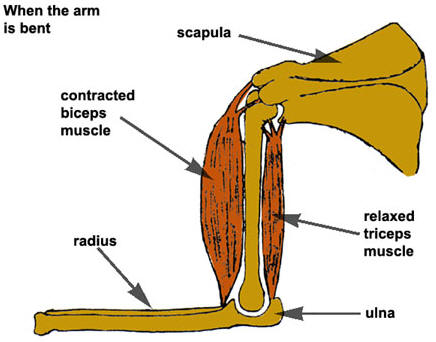 When the arm
is bent
scapula
contracted
biceps
muscle
relaxed
triceps
muscle
radius
ulna